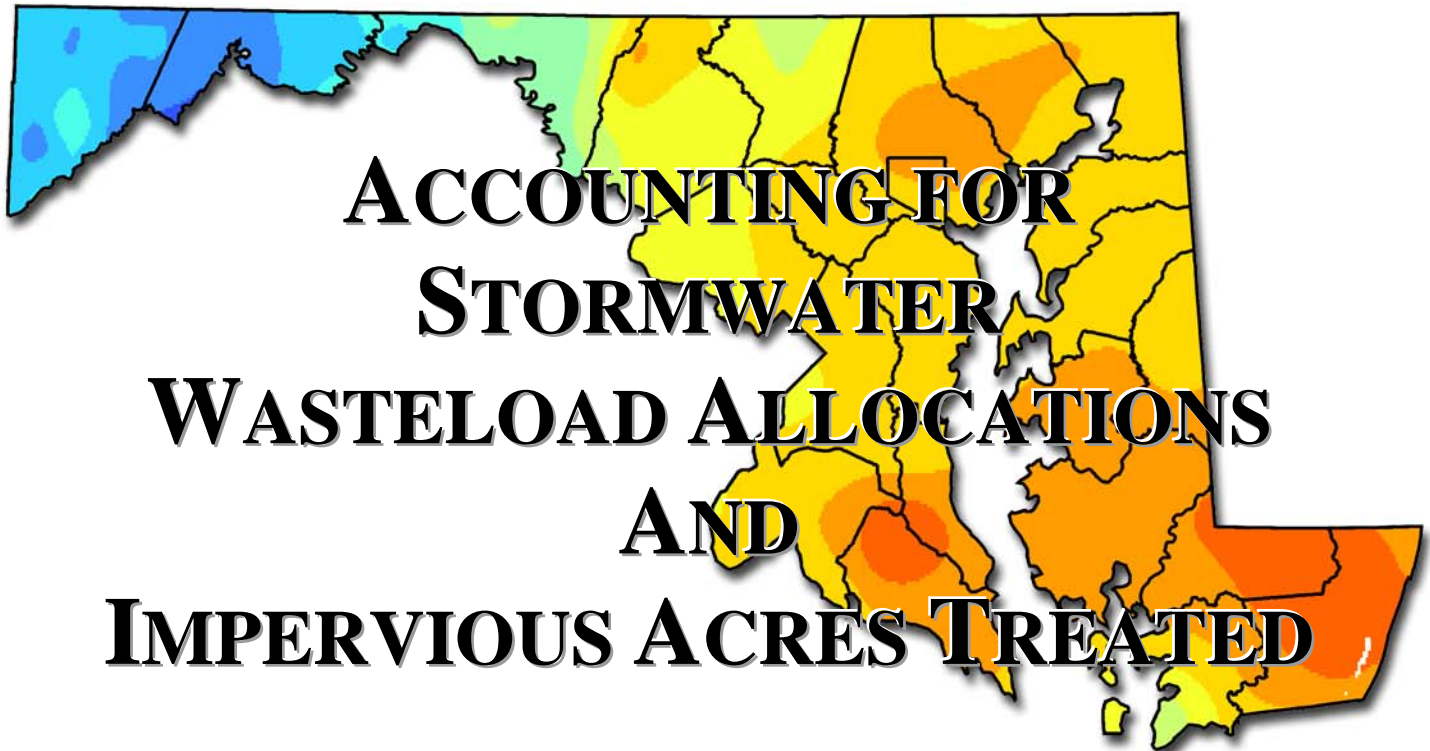 ACCOUNTING FOR
STORMWATER
WASTELOAD ALLOCATIONS
AND
IMPERVIOUS ACRES TREATED